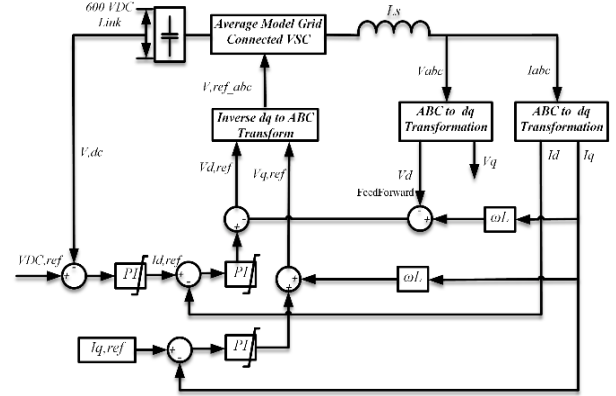 600 VDC
Link
Average Model Grid
Connected VSC
Ls
V,ref_abc
Vabc
Iabc
Inverse dq to ABC
Transform
ABC to dq
Transformation
ABC to dq
Transformation
V,dc
Vd,ref
Vq,ref
Vd
Vq
Id
Iq
FeedForward
-
-
+
ωL
VDC,ref
+
-
PI
Id,ref
+
-
PI
+
+
ωL
Iq,ref
+
-
PI